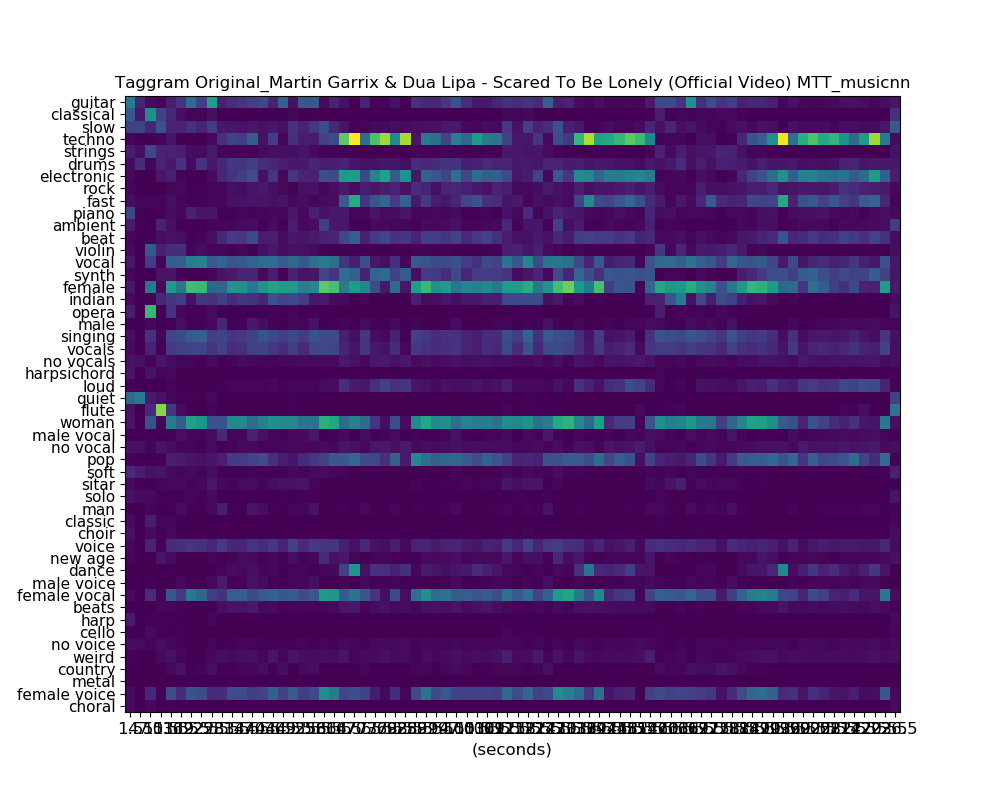 Taggram Original_Martin Garrix & Dua Lipa - Scared To Be Lonely (Official Video) MTT_musicnn
guitar
classical
slow
techno
strings
drums
electronic
rock
fast
piano
ambient
beat
violin
vocal
synth
female
indian
opera
male
singing
vocals
no vocals
harpsichord
loud
quiet
flute
woman
male vocal
no vocal
pop
soft
sitar
solo
man
classic
choir
voice
new age
dance
male voice
female vocal
beats
harp
cello
no voice
weird
country
metal
female voice
choral
(seconds)